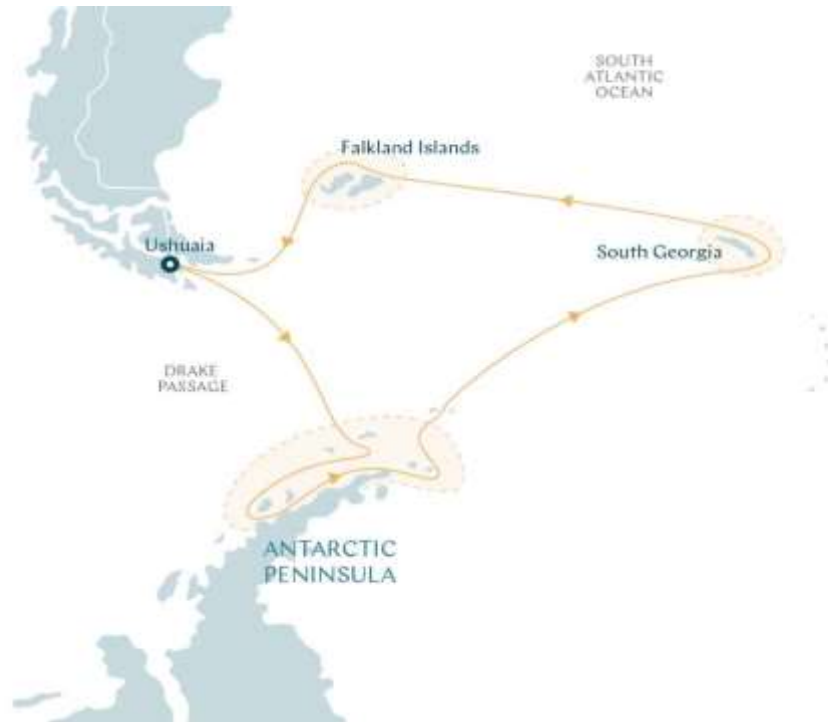 SOUTH
ATLANTIC
OCEAN
Falkland Islands
Ushuaia
South Georgia
DRAKE
PASSAGE
ANTARCTIC
PENINSULA